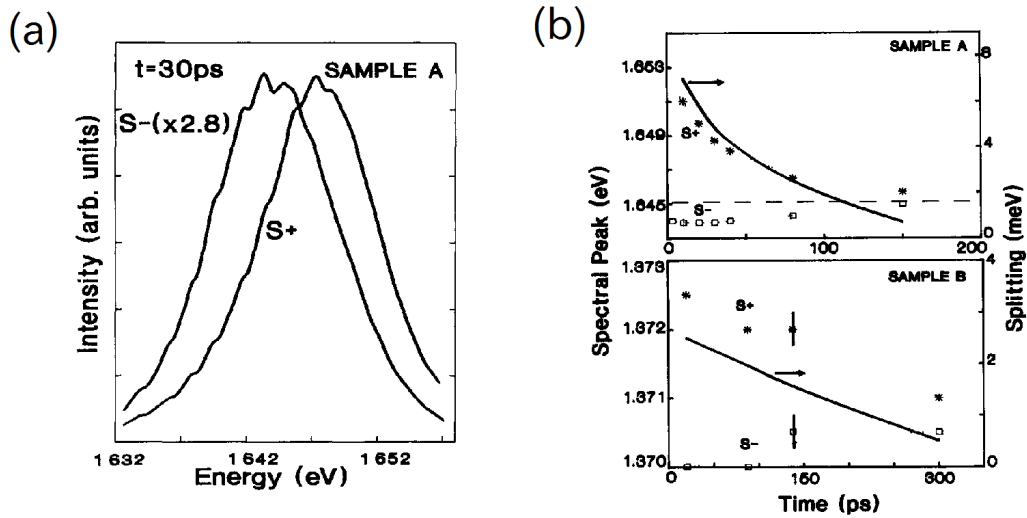 (a)
t=30ps
SAMPLE A
S-(x2.8)
S+
Intensity (arb. units)
1632
1642
1652
Energy (eV)
(b)
SAMPLE A
1.653
1.649
1.645
S+
S-
8
4
2
0
0
100
200
Spectral Peak (eV)
Splitting (meV)
SAMPLE B
1.373
1.372
1.371
1.370
S+
S-
4
2
0
0
150
300
Time (ps)